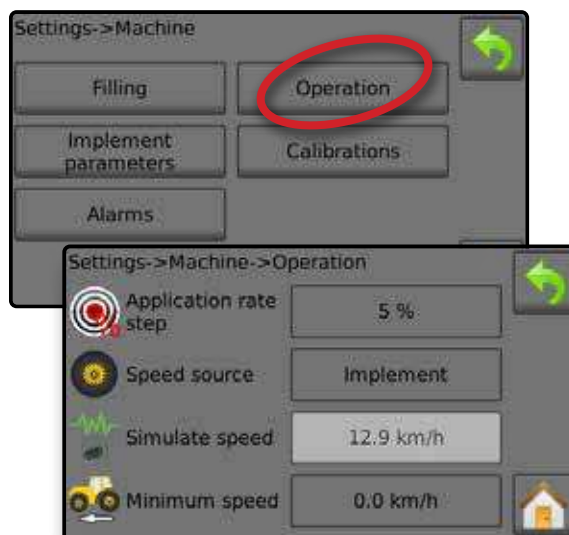 Settings->Machine
Filling
Operation
Implement
parameters
Calibrations
Alarms
Settings->Machine->Operation
Application rate
step
5 %
Speed source
Implement
Simulate speed
12.9 km/h
Minimum speed
0.0 km/h